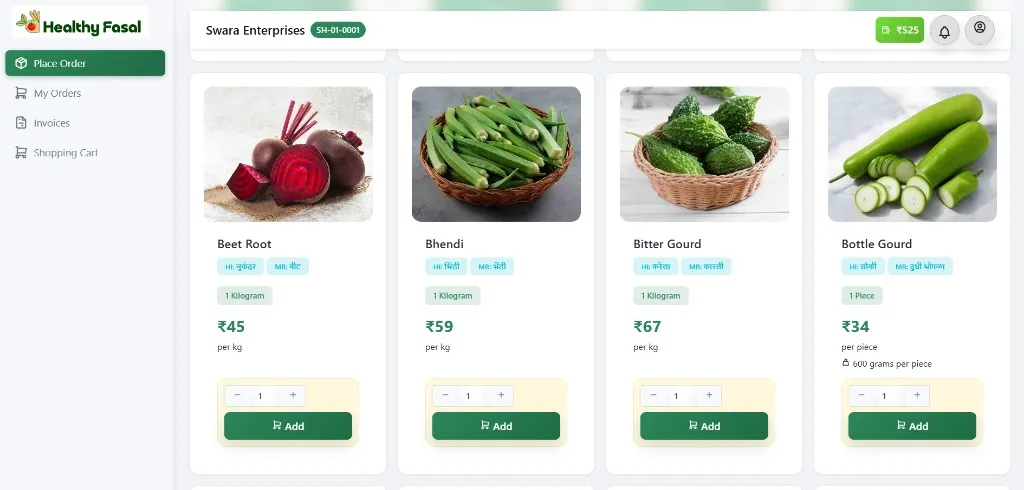 Healthy Fasal
Swara Enterprises SH-01-0001
₹525
Place Order
My Orders
Invoices
Shopping Cart
Beet Root
HI: चुकंदर MR: बीट
1 Kilogram
₹45
per kg
− 1 +
Add
Bhendi
HI: भिंडी MR: भेंडी
1 Kilogram
₹59
per kg
− 1 +
Add
Bitter Gourd
HI: करेला MR: कारली
1 Kilogram
₹67
per kg
− 1 +
Add
Bottle Gourd
HI: लौकी MR: दुधी भोपळा
1 Piece
₹34
per piece
600 grams per piece
− 1 +
Add